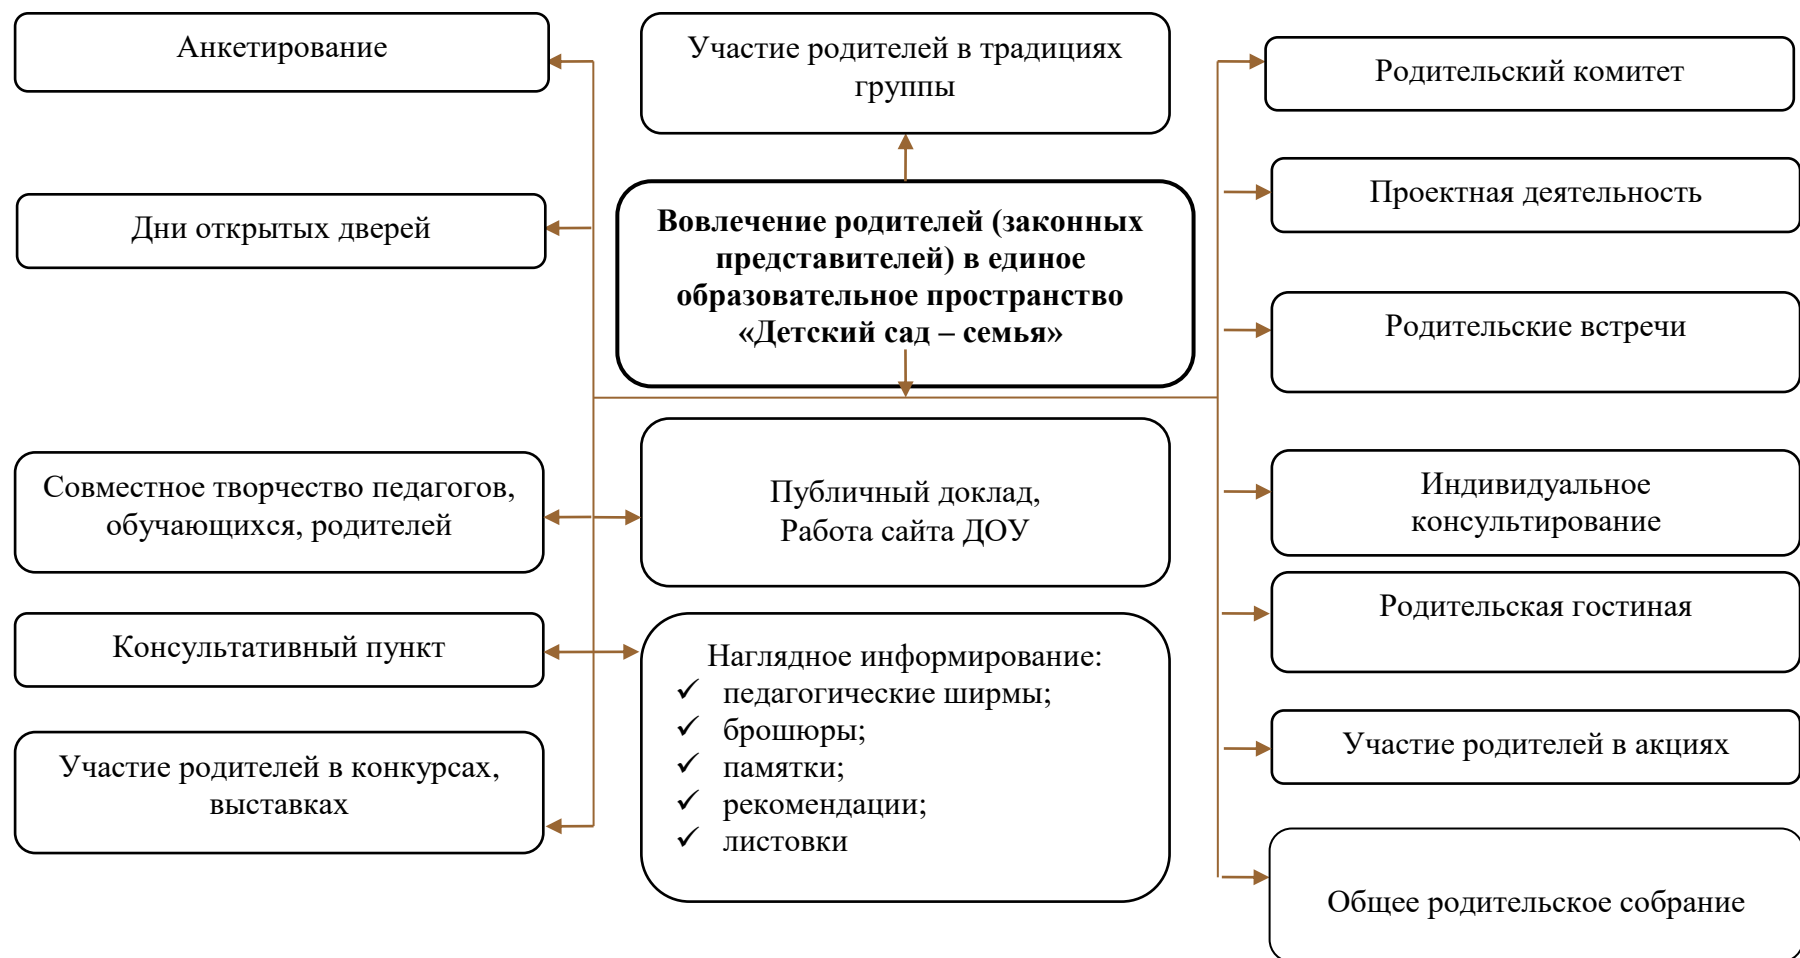 Анкетирование
Участие родителей в традициях
группы
Родительский комитет
Дни открытых дверей
Вовлечение родителей (законных
представителей) в единое
образовательное пространство
«Детский сад – семья»
Проектная деятельность
Родительские встречи
Совместное творчество педагогов,
обучающихся, родителей
Публичный доклад,
Работа сайта ДОУ
Индивидуальное
консультирование
Консультативный пункт
Наглядное информирование:
✓ педагогические ширмы;
✓ брошюры;
✓ памятки;
✓ рекомендации;
✓ листовки
Родительская гостиная
Участие родителей в конкурсах,
выставках
Участие родителей в акциях
Общее родительское собрание